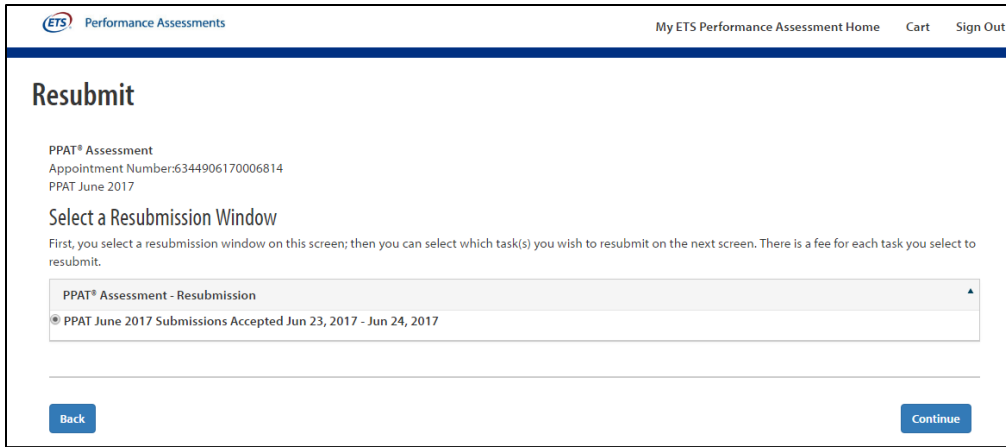 ETS Performance Assessments
My ETS Performance Assessment Home Cart Sign Out
Resubmit
PPAT® Assessment
Appointment Number:6344906170006814
PPAT June 2017
Select a Resubmission Window
First, you select a resubmission window on this screen; then you can select which task(s) you wish to resubmit on the next screen. There is a fee for each task you select to
resubmit.
PPAT® Assessment - Resubmission
PPAT June 2017 Submissions Accepted Jun 23, 2017 - Jun 24, 2017
Back Continue